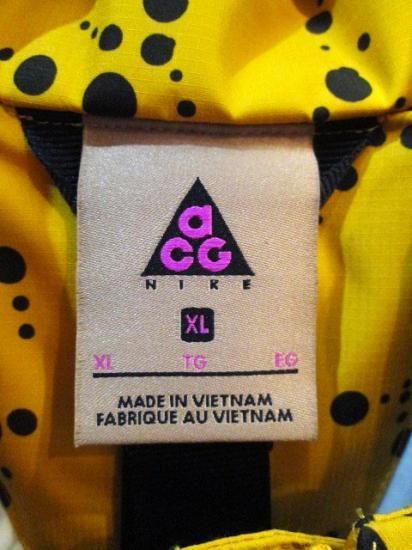 aCG
NIKE
XL
XL TG EG
MADE IN VIETNAM
FABRIQUE AU VIETNAM